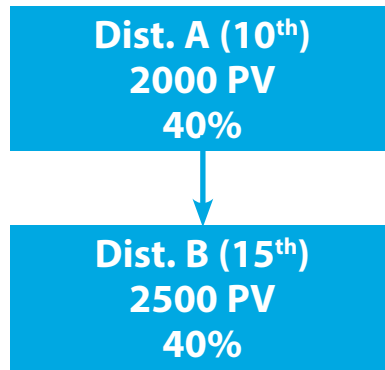 Dist. A (10th)
2000 PV
40%
Dist. B (15th)
2500 PV
40%